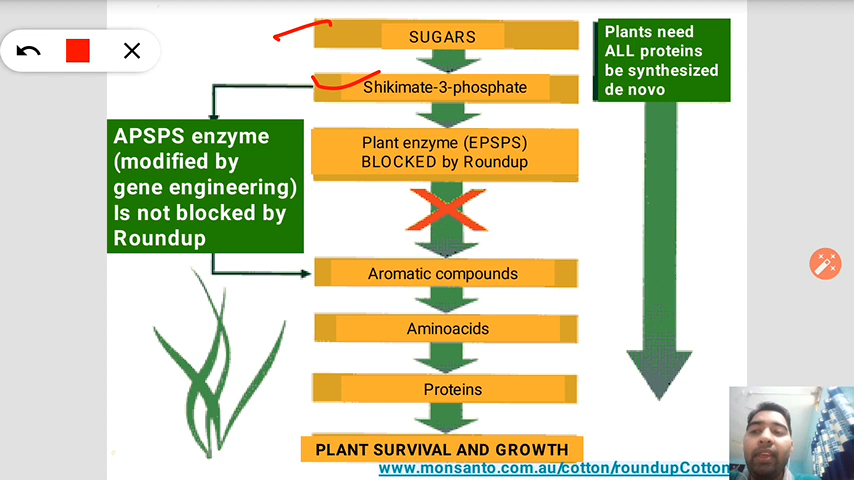 SUGARS
Shikimate-3-phosphate
Plant enzyme (EPSPS)
BLOCKED by Roundup
Aromatic compounds
Aminoacids
Proteins
PLANT SURVIVAL AND GROWTH
www.monsanto.com.au/cotton/roundupCotton
APSPS enzyme
(modified by
gene engineering)
Is not blocked by
Roundup
Plants need
ALL proteins
be synthesized
de novo